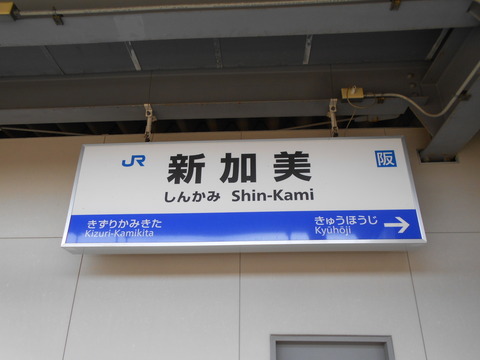 JR 新加美 阪
しんかみ Shin-Kami
きずりかみきた きゅうほうじ
Kizuri-Kamikita Kyūhōji